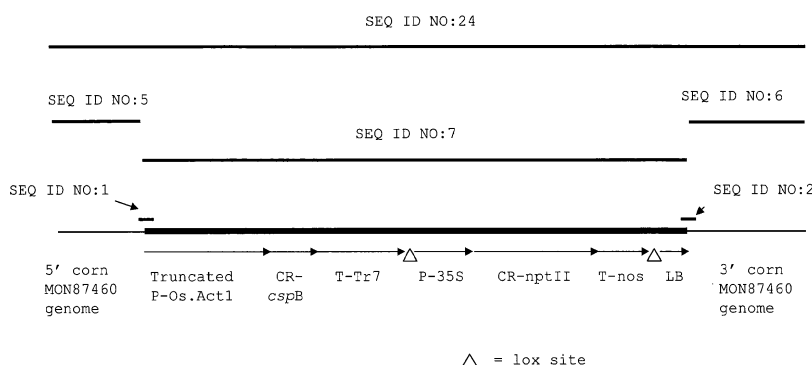 SEQ ID NO:24
SEQ ID NO:5
SEQ ID NO:6
SEQ ID NO:7
SEQ ID NO:1
SEQ ID NO:2
5' corn
MON87460
genome
Truncated
P-Os.Act1
CR-
cspB
T-Tr7
P-35S
CR-nptII
T-nos
LB
3' corn
MON87460
genome
△ = lox site